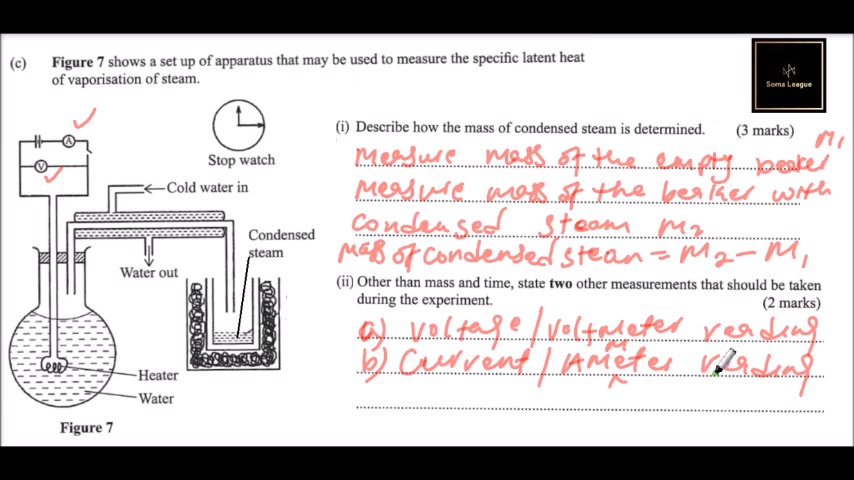 (c) Figure 7 shows a set up of apparatus that may be used to measure the specific latent heat
of vaporisation of steam.
Soma League
A
V
Stop watch
Cold water in
Condensed
steam
Water out
Heater
Water
Figure 7
(i) Describe how the mass of condensed steam is determined. (3 marks)
Measure mass of the empty beaker M1
Measure mass of the beaker with
condensed steam M2
Mass of condensed steam = M2 - M1
(ii) Other than mass and time, state two other measurements that should be taken
during the experiment. (2 marks)
a) Voltage / Voltmeter reading
b) Current / AMmeter reading